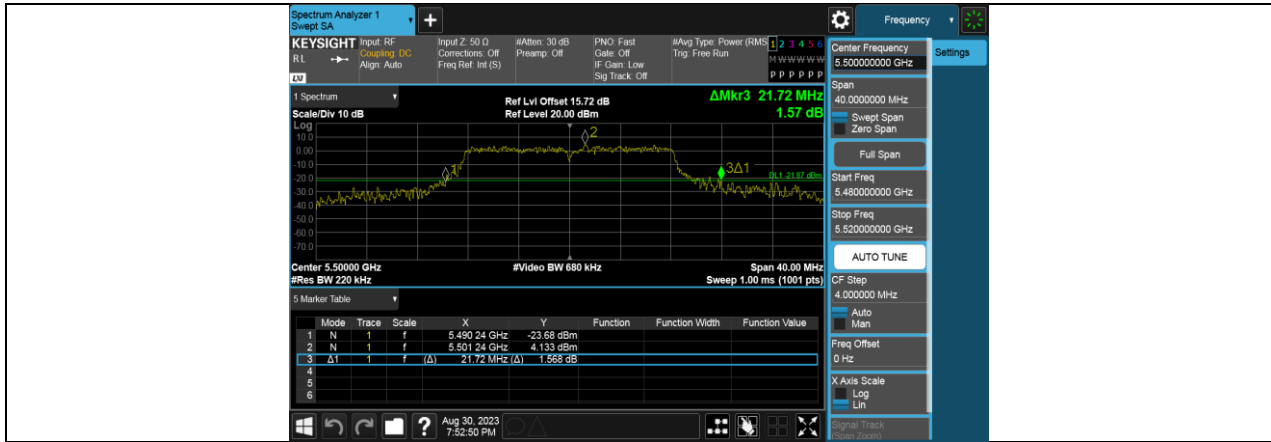 Spectrum Analyzer 1
Swept SA
+
Frequency
KEYSIGHT
RL
LXI
Input: RF
Coupling: DC
Align: Auto
Input Z: 50 Ω
Corrections: Off
Freq Ref: Int (S)
#Atten: 30 dB
Preamp: Off
PNO: Fast
Gate: Off
IF Gain: Low
Sig Track: Off
#Avg Type: Power (RMS
Trig: Free Run
1 2 3 4 5 6
M W W W W W
P P P P P P
1 Spectrum
Scale/Div 10 dB
Ref Lvl Offset 15.72 dB
Ref Level 20.00 dBm
ΔMkr3 21.72 MHz
1.57 dB
Log
10.0
0.00
-10.0
-20.0
-30.0
-40.0
-50.0
-60.0
-70.0
1
2
3Δ1
DL1 -21.87 dBm
Center 5.50000 GHz
#Res BW 220 kHz
#Video BW 680 kHz
Span 40.00 MHz
Sweep 1.00 ms (1001 pts)
5 Marker Table
Mode Trace Scale X Y Function Function Width Function Value
1 N 1 f 5.490 24 GHz -23.68 dBm
2 N 1 f 5.501 24 GHz 4.133 dBm
3 Δ1 1 f (Δ) 21.72 MHz (Δ) 1.568 dB
4
5
6
?
Aug 30, 2023
7:52:50 PM
Center Frequency
5.500000000 GHz
Settings
Span
40.0000000 MHz
Swept Span
Zero Span
Full Span
Start Freq
5.480000000 GHz
Stop Freq
5.520000000 GHz
AUTO TUNE
CF Step
4.000000 MHz
Auto
Man
Freq Offset
0 Hz
X Axis Scale
Log
Lin
Signal Track
(Span Zoom)